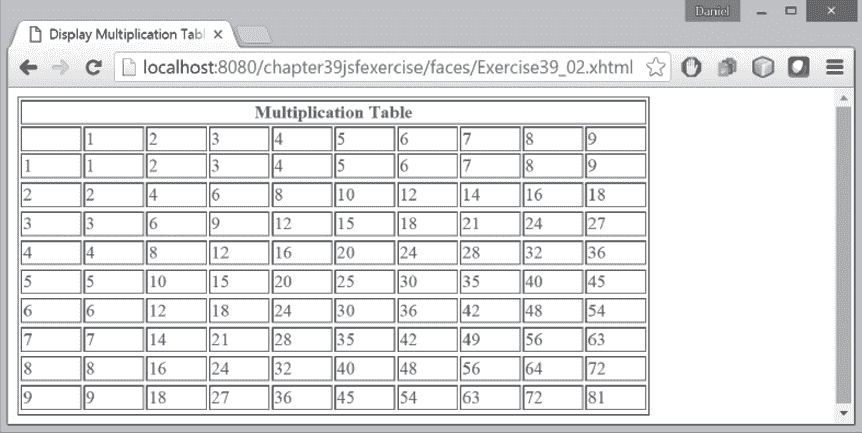 Daniel
Display Multiplication Tabl
localhost:8080/chapter39jsfexercise/faces/Exercise39_02.xhtml
Multiplication Table
1 2 3 4 5 6 7 8 9
1 1 2 3 4 5 6 7 8 9
2 2 4 6 8 10 12 14 16 18
3 3 6 9 12 15 18 21 24 27
4 4 8 12 16 20 24 28 32 36
5 5 10 15 20 25 30 35 40 45
6 6 12 18 24 30 36 42 48 54
7 7 14 21 28 35 42 49 56 63
8 8 16 24 32 40 48 56 64 72
9 9 18 27 36 45 54 63 72 81